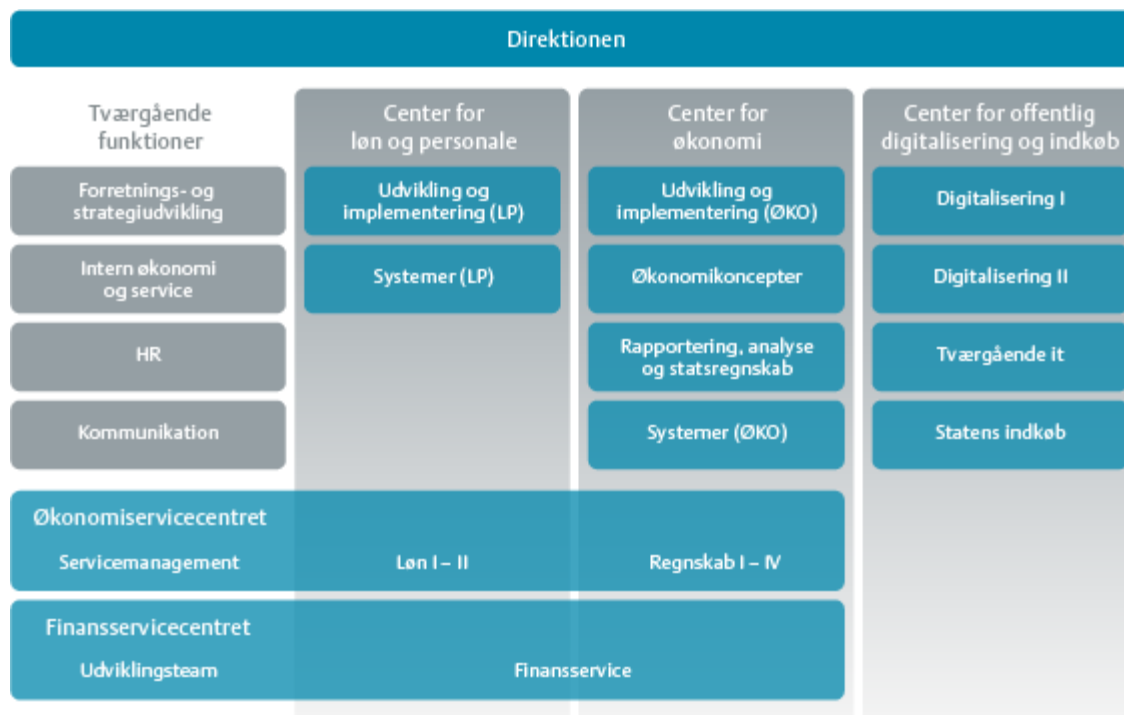 Direktionen
Tværgående
funktioner
Forretnings- og
strategiudvikling
Intern økonomi
og service
HR
Kommunikation
Center for
løn og personale
Udvikling og
implementering (LP)
Systemer (LP)
Center for
økonomi
Udvikling og
implementering (ØKO)
Økonomikoncepter
Rapportering, analyse
og statsregnskab
Systemer (ØKO)
Center for offentlig
digitalisering og indkøb
Digitalisering I
Digitalisering II
Tværgående it
Statens indkøb
Økonomiservicecentret
Servicemanagement
Løn I – II
Regnskab I – IV
Finansservicecentret
Udviklingsteam
Finansservice